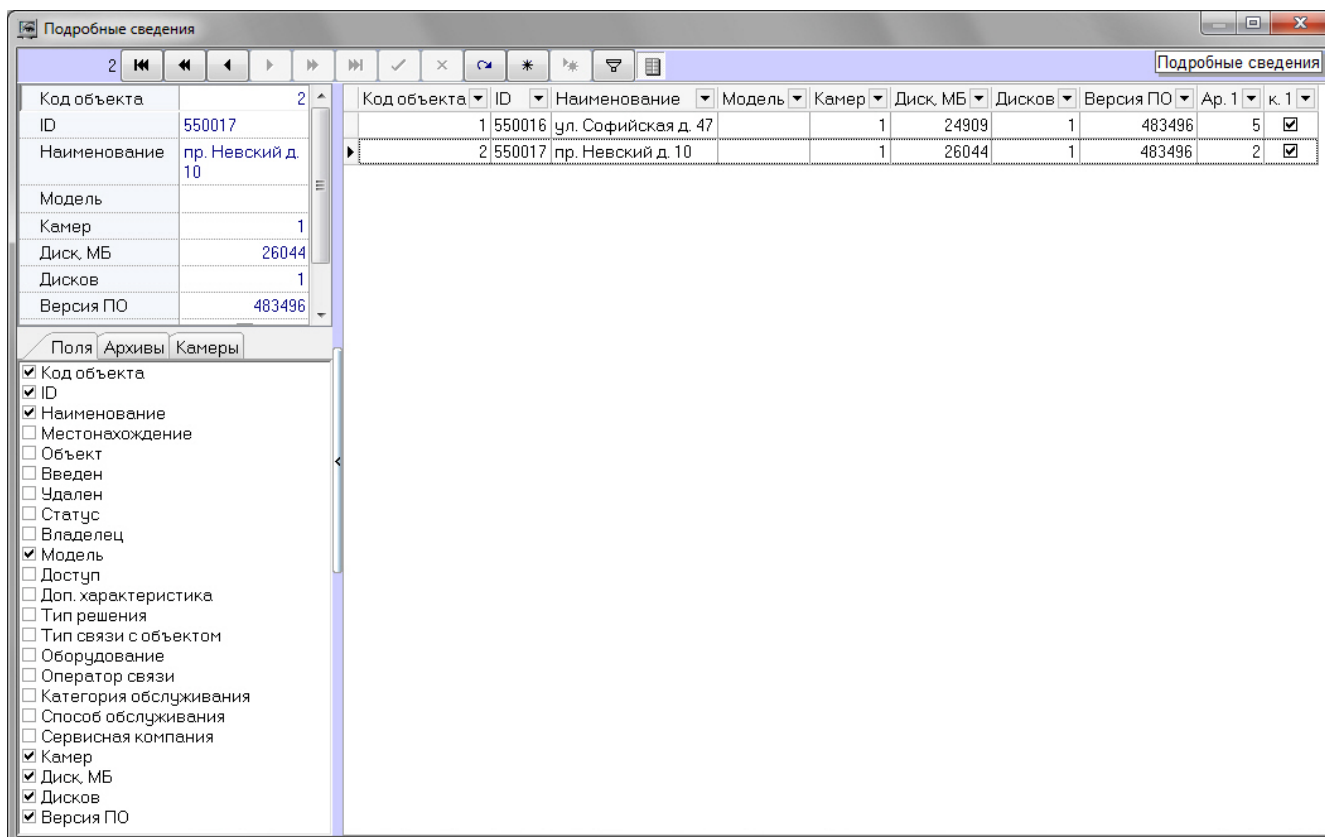 Подробные сведения
2
Подробные сведения
Код объекта 2
ID 550017
Наименование пр. Невский д. 10
Модель
Камер 1
Диск, МБ 26044
Дисков 1
Версия ПО 483496
Поля Архивы Камеры
Код объекта
ID
Наименование
Местонахождение
Объект
Введен
Удален
Статус
Владелец
Модель
Доступ
Доп. характеристика
Тип решения
Тип связи с объектом
Оборудование
Оператор связи
Категория обслуживания
Способ обслуживания
Сервисная компания
Камер
Диск, МБ
Дисков
Версия ПО
Код объекта ID Наименование Модель Камер Диск, МБ Дисков Версия ПО Ар. 1 к. 1
1 550016 ул. Софийская д. 47 1 24909 1 483496 5
2 550017 пр. Невский д. 10 1 26044 1 483496 2